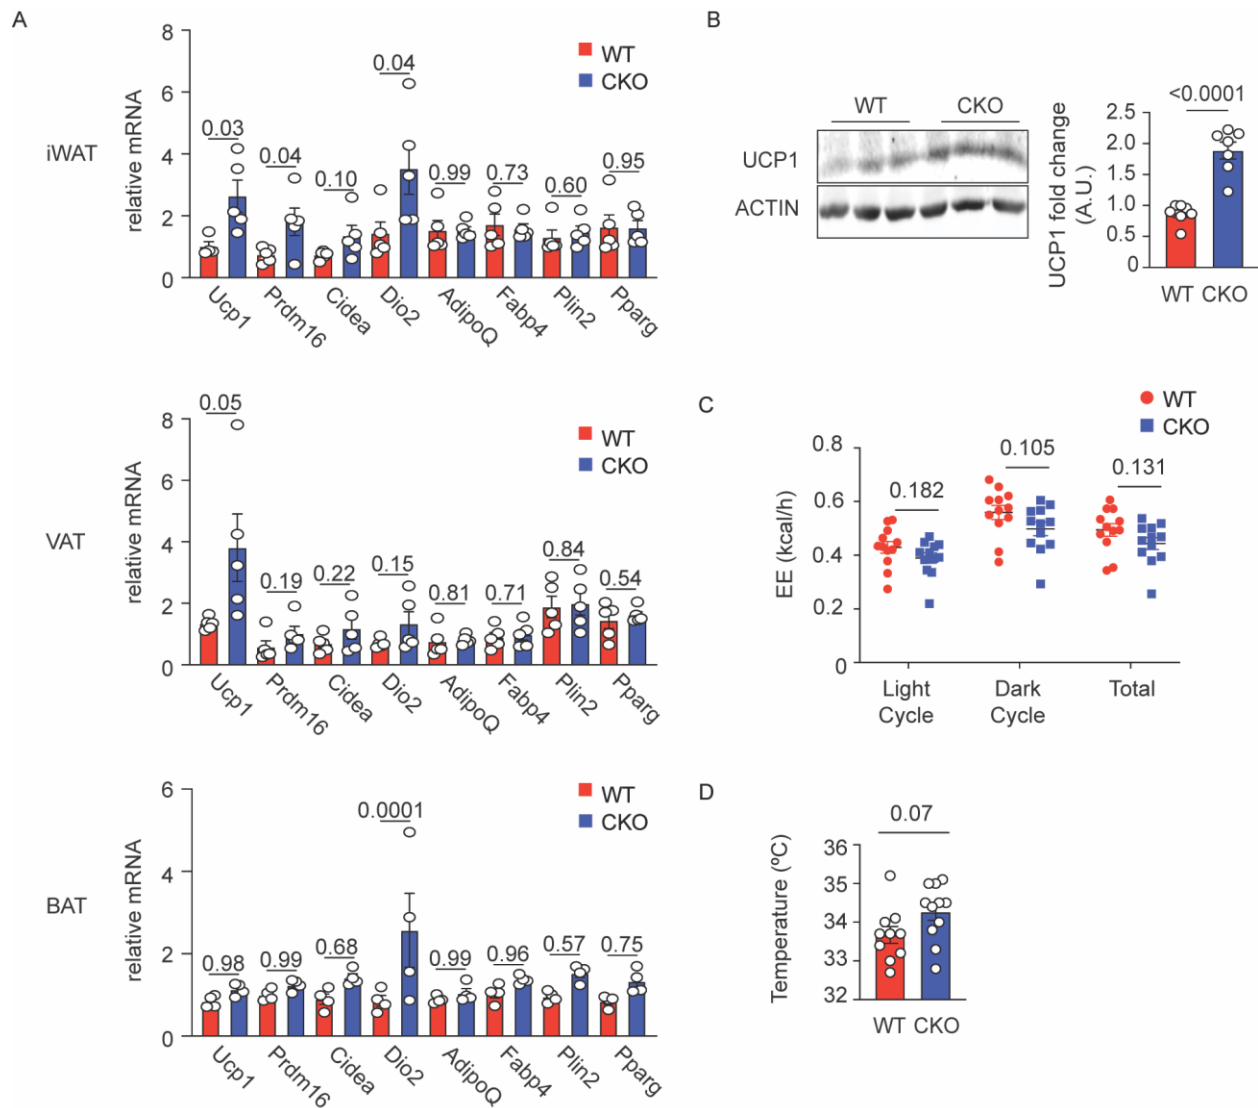 A
iWAT
relative mRNA
8
6
4
2
0
WT
CKO
0.03
0.04
0.10
0.04
0.99
0.73
0.60
0.95
Ucp1
Prdm16
Cidea
Dio2
AdipoQ
Fabp4
Plin2
Pparg
VAT
relative mRNA
8
6
4
2
0
WT
CKO
0.05
0.19
0.22
0.15
0.81
0.71
0.84
0.54
Ucp1
Prdm16
Cidea
Dio2
AdipoQ
Fabp4
Plin2
Pparg
BAT
relative mRNA
6
4
2
0
WT
CKO
0.98
0.99
0.68
0.0001
0.99
0.96
0.57
0.75
Ucp1
Prdm16
Cidea
Dio2
AdipoQ
Fabp4
Plin2
Pparg
B
WT CKO
UCP1
ACTIN
UCP1 fold change
(A.U.)
<0.0001
2.5
2.0
1.5
1.0
0.5
0
WT CKO
C
WT
CKO
EE (kcal/h)
0.8
0.6
0.4
0.2
0
0.182
0.105
0.131
Light
Cycle
Dark
Cycle
Total
D
Temperature (ºC)
0.07
36
35
34
33
32
WT CKO